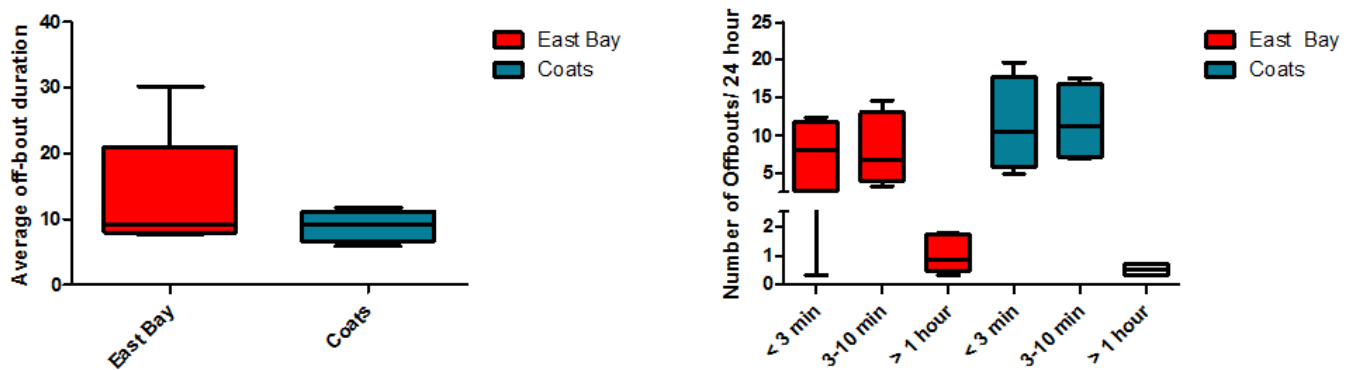 Average off-bout duration
40
30
20
10
0
East Bay
Coats
East Bay
Coats
Number of Offbouts/ 24 hour
25
20
15
10
5
2
1
0
< 3 min
3-10 min
> 1 hour
< 3 min
3-10 min
> 1 hour
East Bay
Coats